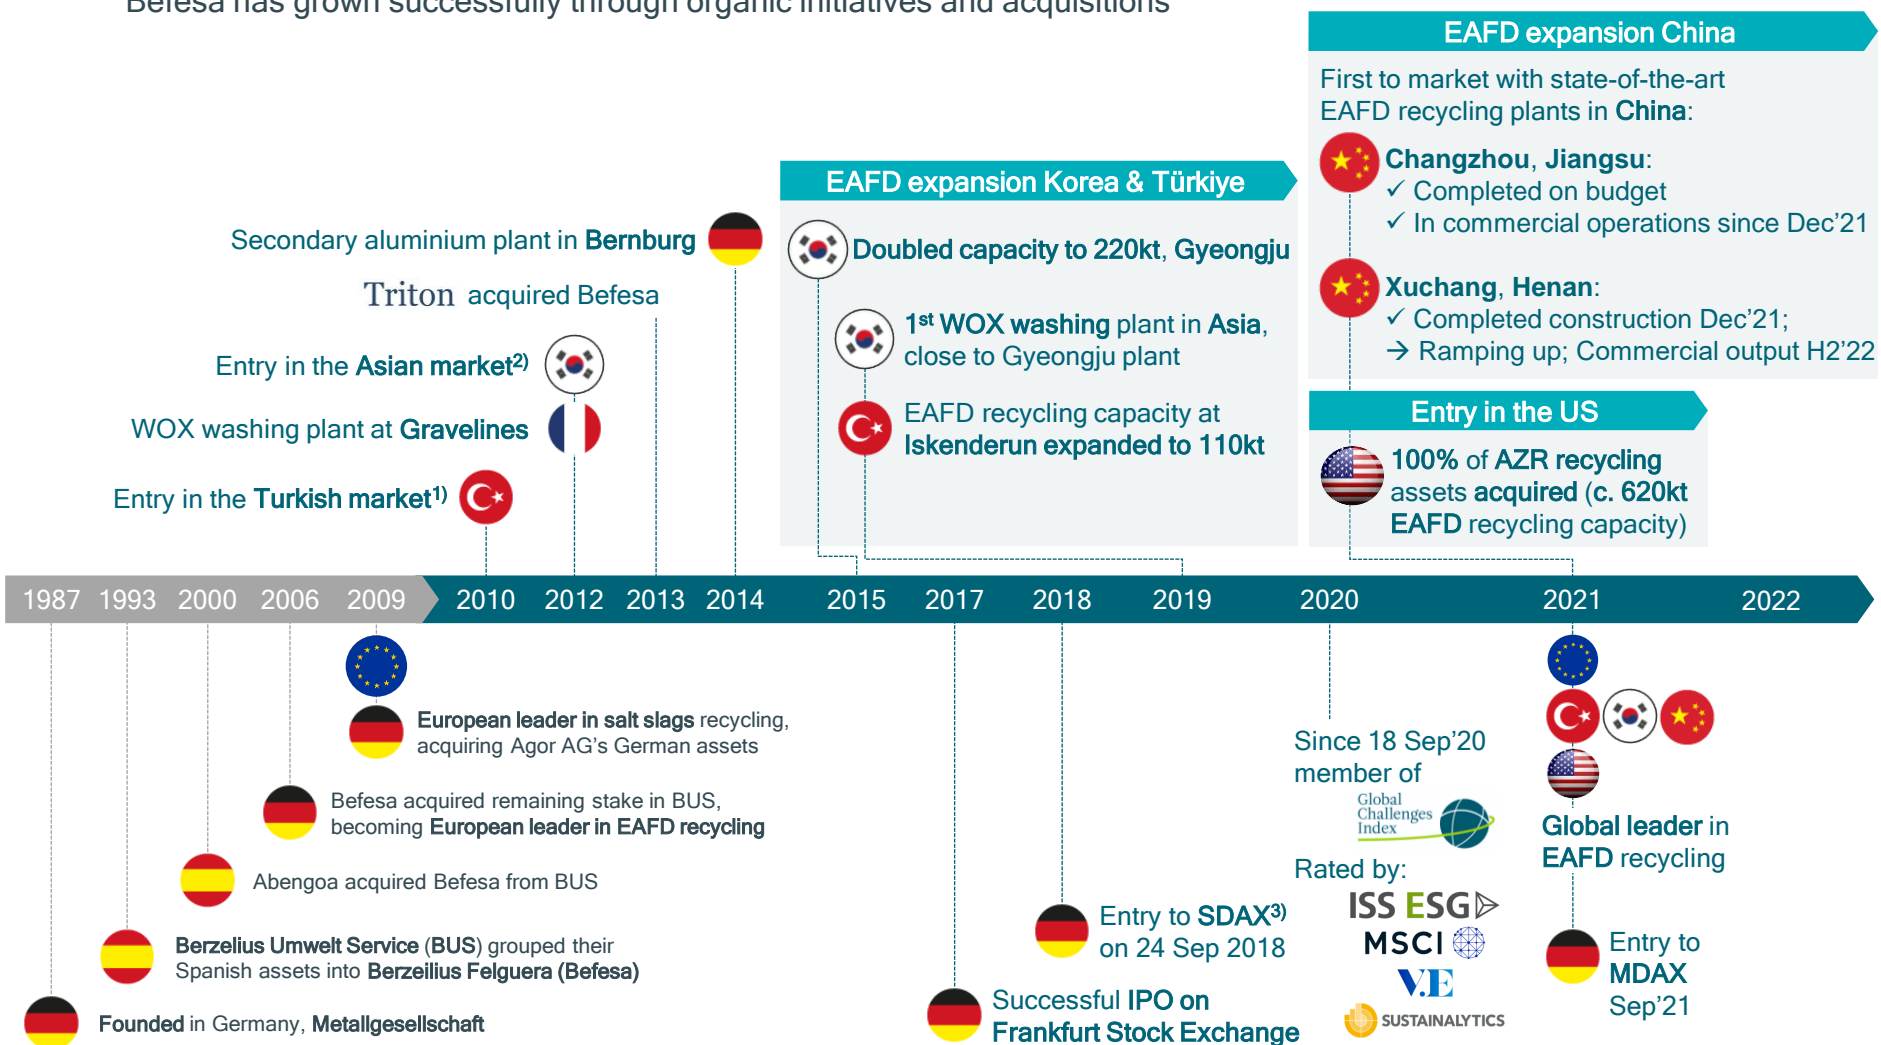 Befesa has grown successfully through organic initiatives and acquisitions
EAFD expansion China
First to market with state-of-the-art
EAFD recycling plants in China:
Changzhou, Jiangsu:
✓ Completed on budget
✓ In commercial operations since Dec’21
Xuchang, Henan:
✓ Completed construction Dec’21;
→ Ramping up; Commercial output H2’22
EAFD expansion Korea & Türkiye
Doubled capacity to 220kt, Gyeongju
1st WOX washing plant in Asia,
close to Gyeongju plant
EAFD recycling capacity at
Iskenderun expanded to 110kt
Entry in the US
100% of AZR recycling
assets acquired (c. 620kt
EAFD recycling capacity)
Secondary aluminium plant in Bernburg
Triton acquired Befesa
Entry in the Asian market2)
WOX washing plant at Gravelines
Entry in the Turkish market1)
1987 1993 2000 2006 2009 2010 2012 2013 2014 2015 2017 2018 2019 2020 2021 2022
European leader in salt slags recycling,
acquiring Agor AG’s German assets
Befesa acquired remaining stake in BUS,
becoming European leader in EAFD recycling
Abengoa acquired Befesa from BUS
Berzelius Umwelt Service (BUS) grouped their
Spanish assets into Berzeilius Felguera (Befesa)
Founded in Germany, Metallgesellschaft
Successful IPO on
Frankfurt Stock Exchange
Entry to SDAX3)
on 24 Sep 2018
Since 18 Sep’20
member of
Global
Challenges
Index
Rated by:
ISS ESG
MSCI
V.E
SUSTAINALYTICS
Global leader in
EAFD recycling
Entry to
MDAX
Sep’21